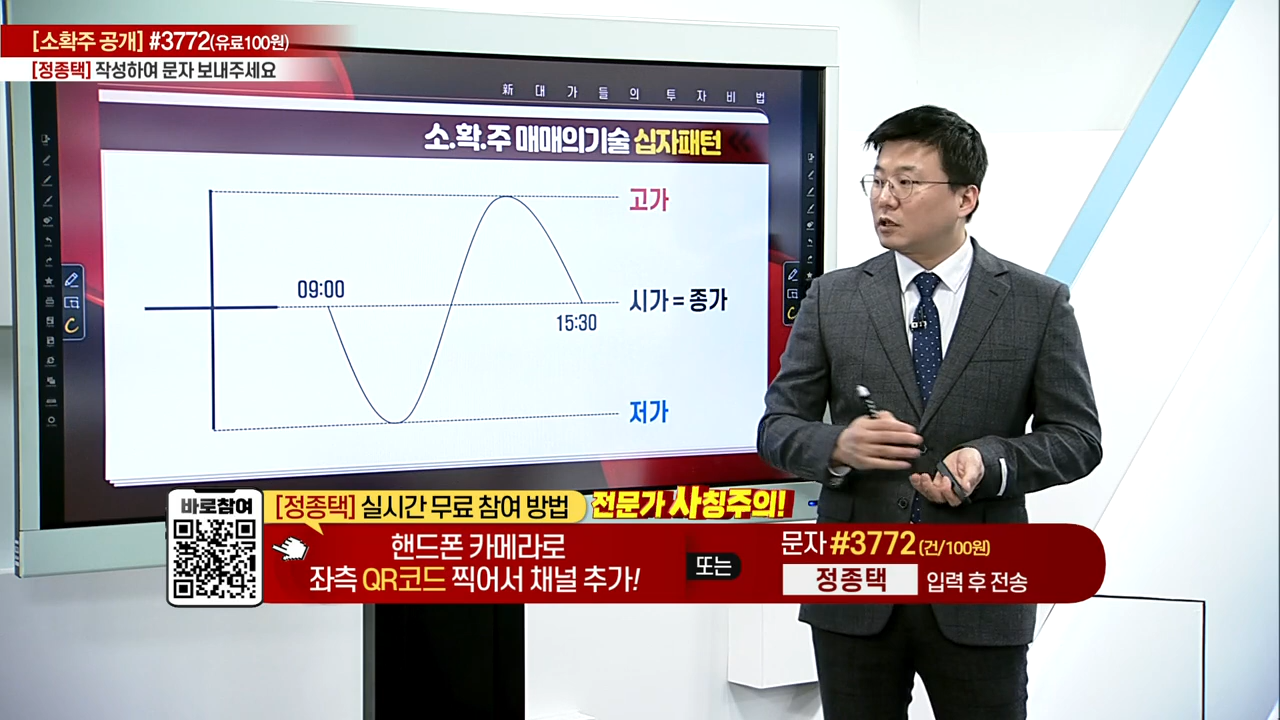 [소확주 공개] #3772(유료100원)
[정종택] 작성하여 문자 보내주세요
新 대가들의 투자비법
소.확.주 매매의기술 십자패턴
고가
09:00
시가 = 종가
15:30
저가
바로참여
[정종택] 실시간 무료 참여 방법
전문가 사칭주의!
핸드폰 카메라로
좌측 QR코드 찍어서 채널 추가!
또는
문자 #3772 (건/100원)
정종택 입력 후 전송